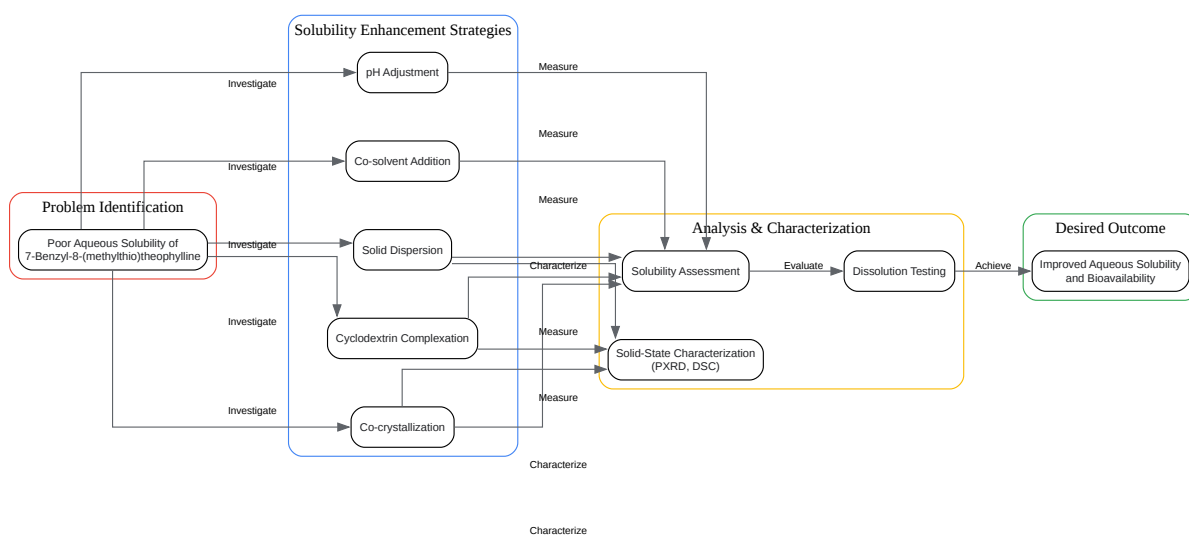 Solubility Enhancement Strategies
pH Adjustment
Measure
Investigate
Co-solvent Addition
Measure
Investigate
Problem Identification
Poor Aqueous Solubility of
7-Benzyl-8-(methylthio)theophylline
Investigate
Solid Dispersion
Measure
Characterize
Analysis & Characterization
Solubility Assessment
Evaluate
Dissolution Testing
Achieve
Desired Outcome
Improved Aqueous Solubility
and Bioavailability
Investigate
Cyclodextrin Complexation
Measure
Solid-State Characterization
(PXRD, DSC)
Investigate
Co-crystallization
Measure
Characterize
Characterize